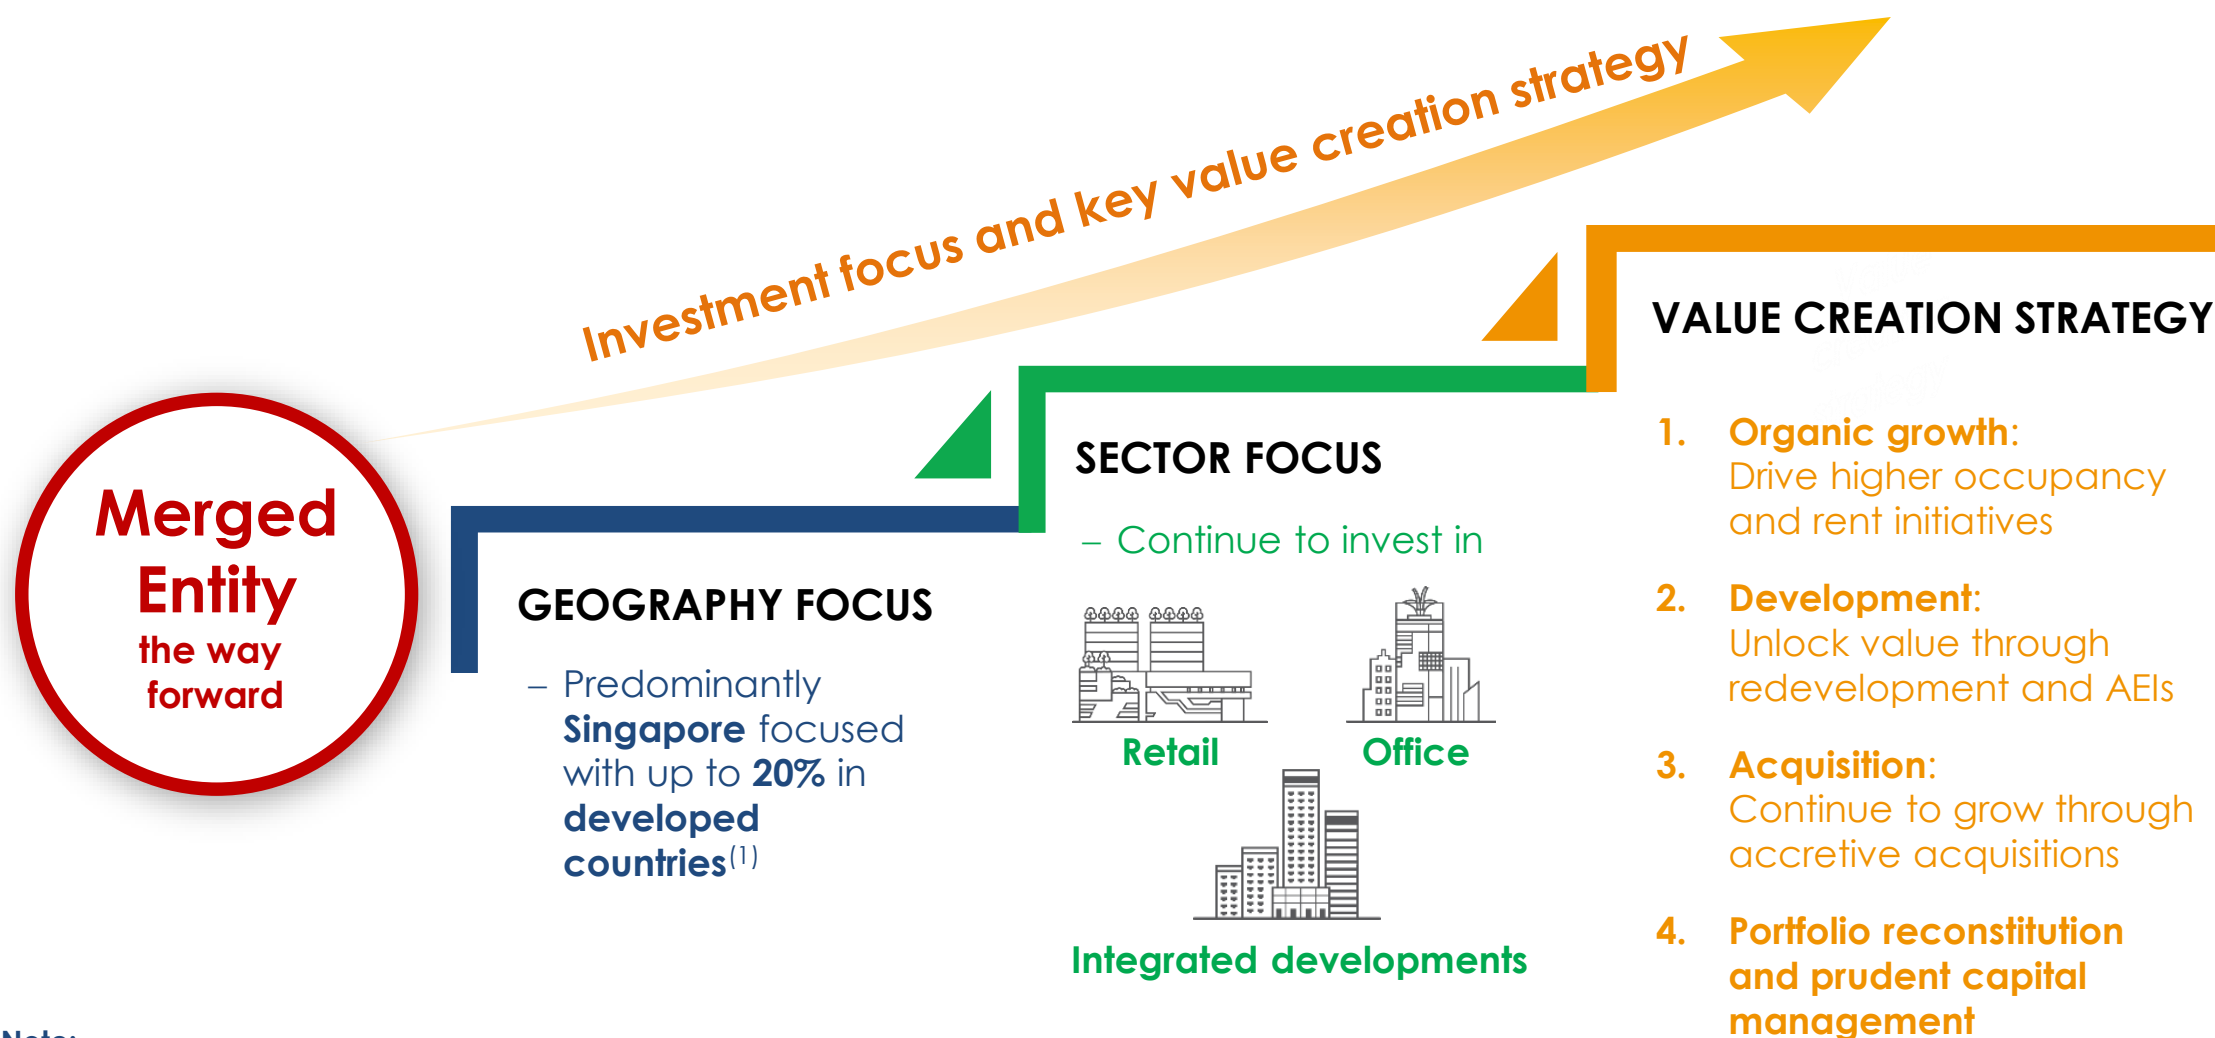 Investment focus and key value creation strategy
Merged
Entity
the way
forward
GEOGRAPHY FOCUS
– Predominantly
Singapore focused
with up to 20% in
developed
countries(1)
SECTOR FOCUS
– Continue to invest in
Retail
Office
Integrated developments
VALUE CREATION STRATEGY
1. Organic growth:
Drive higher occupancy
and rent initiatives
2. Development:
Unlock value through
redevelopment and AEIs
3. Acquisition:
Continue to grow through
accretive acquisitions
4. Portfolio reconstitution
and prudent capital
management
Note: